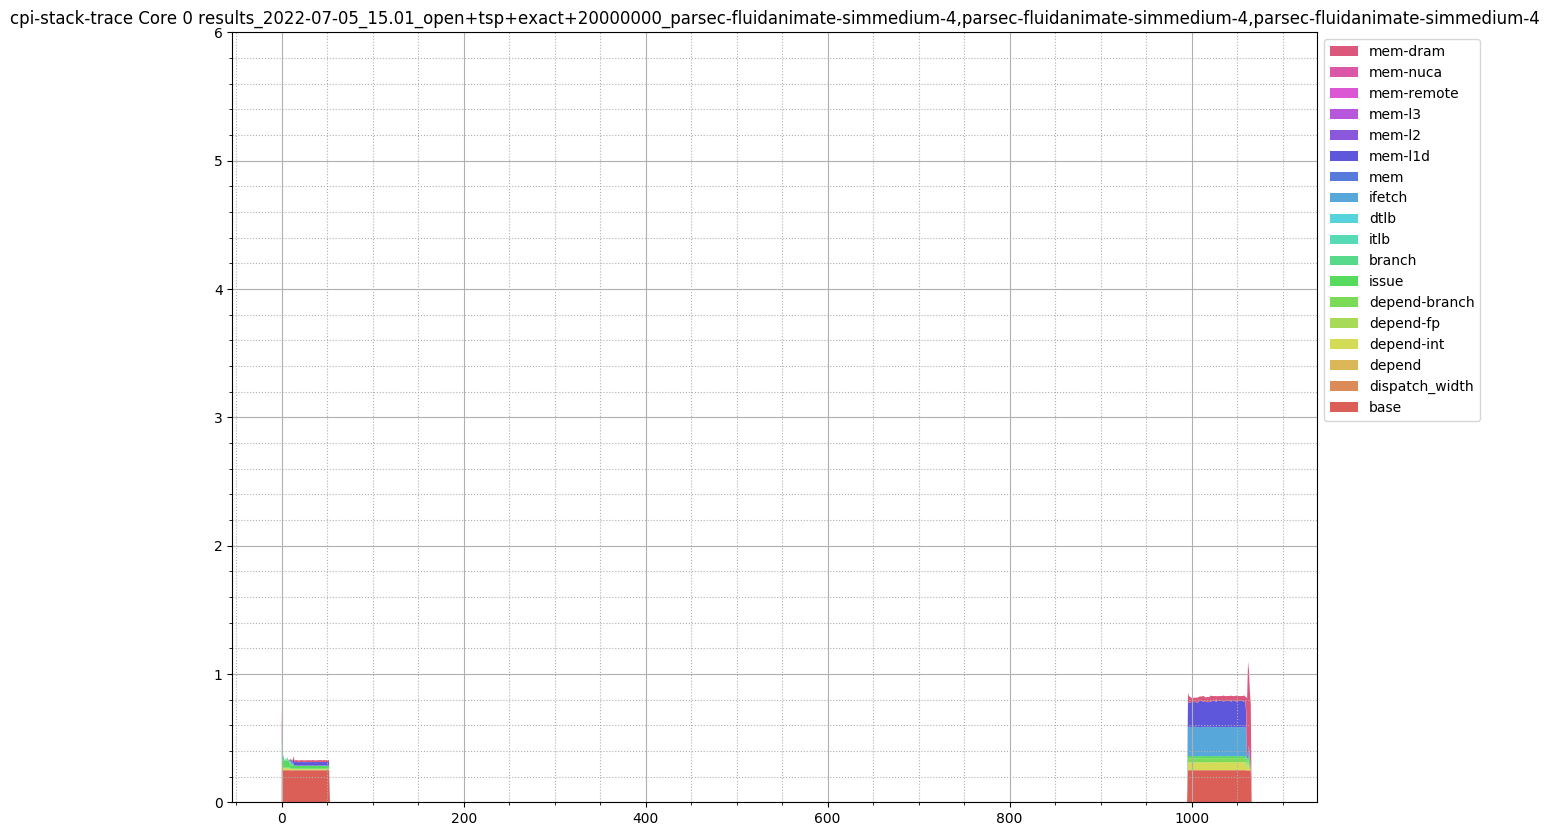 cpi-stack-trace Core 0 results_2022-07-05_15.01_open+tsp+exact+20000000_parsec-fluidanimate-simmedium-4,parsec-fluidanimate-simmedium-4,parsec-fluidanimate-simmedium-4
6
5
4
3
2
1
0
0 200 400 600 800 1000
mem-dram
mem-nuca
mem-remote
mem-l3
mem-l2
mem-l1d
mem
ifetch
dtlb
itlb
branch
issue
depend-branch
depend-fp
depend-int
depend
dispatch_width
base